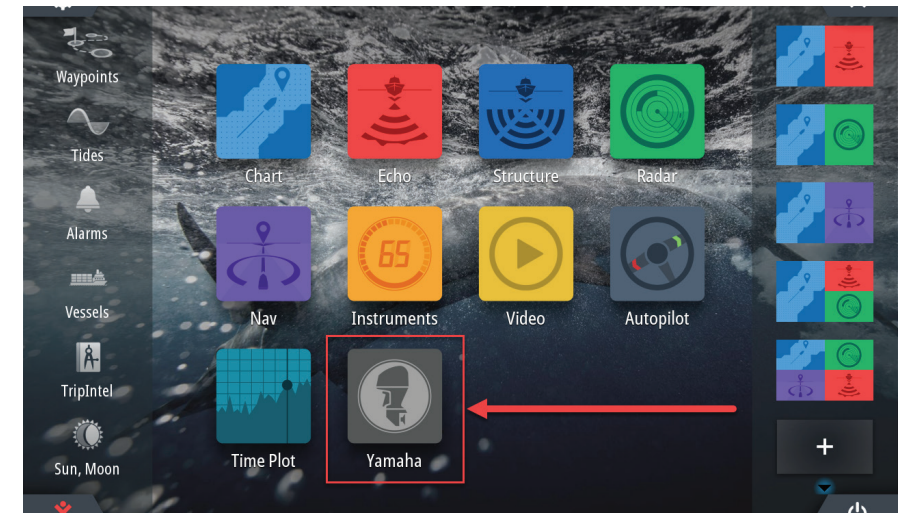 Waypoints
Tides
Alarms
Vessels
TripIntel
Sun, Moon
Chart Echo Structure Radar
65
Nav Instruments Video Autopilot
Time Plot Yamaha
+